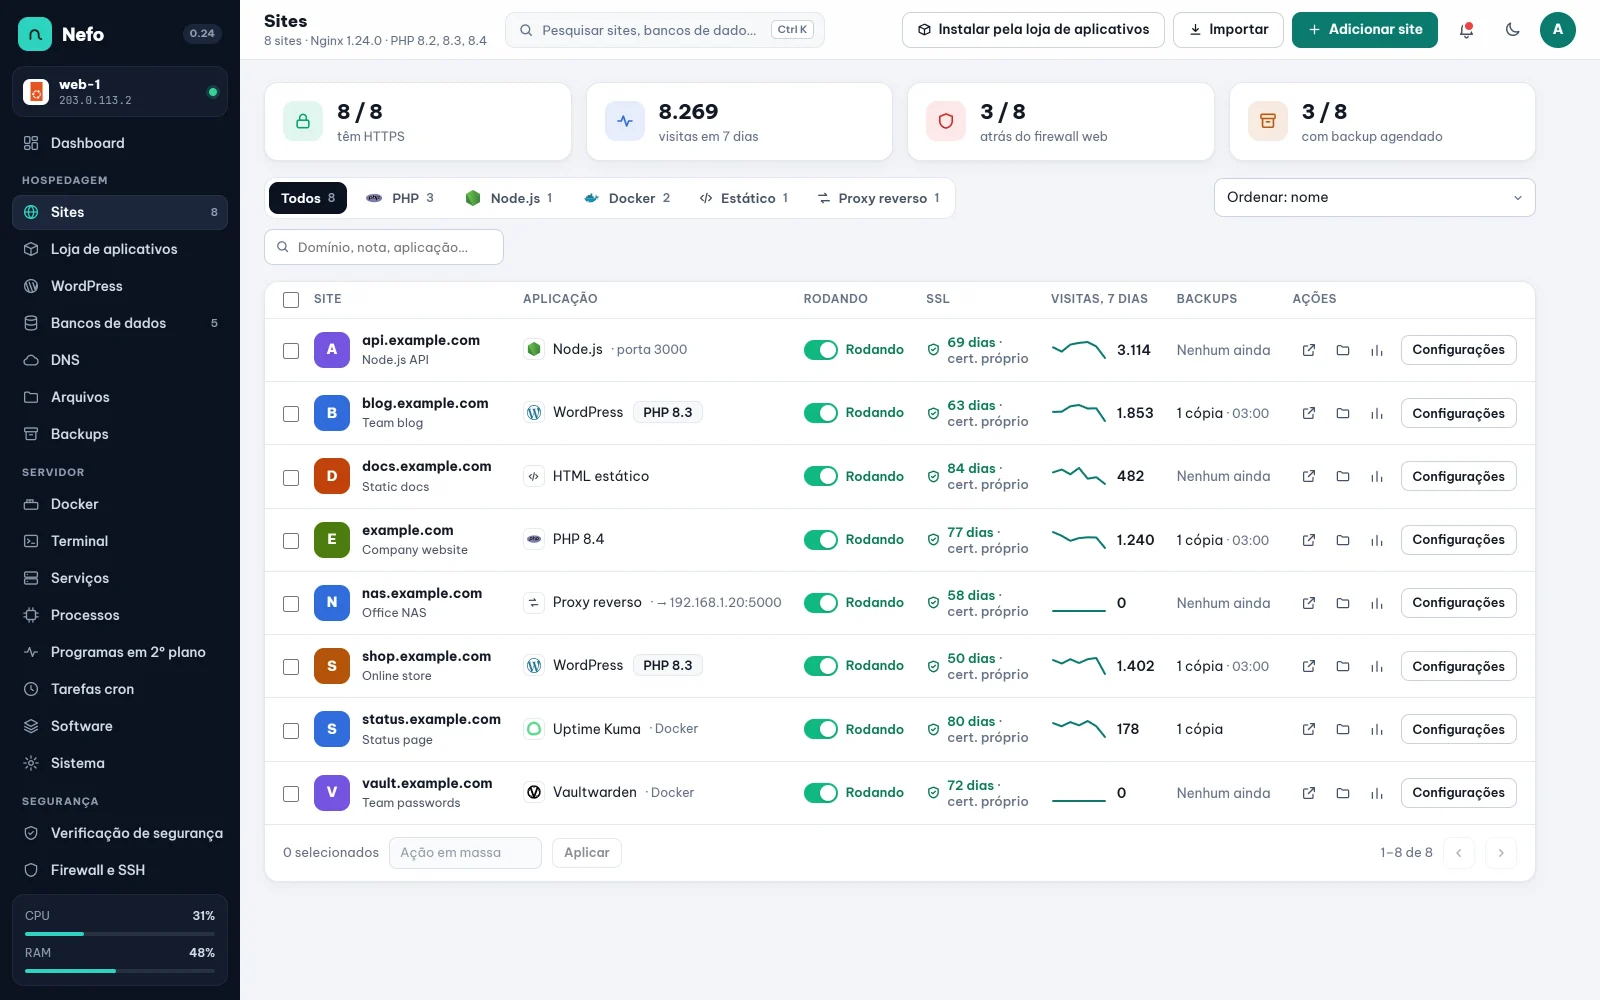 Nefo
0.24
web-1
203.0.113.2
Dashboard
HOSPEDAGEM
Sites 8
Loja de aplicativos
WordPress
Bancos de dados 5
DNS
Arquivos
Backups
SERVIDOR
Docker
Terminal
Serviços
Processos
Programas em 2º plano
Tarefas cron
Software
Sistema
SEGURANÇA
Verificação de segurança
Firewall e SSH
CPU 31%
RAM 48%
Sites
8 sites · Nginx 1.24.0 · PHP 8.2, 8.3, 8.4
Pesquisar sites, bancos de dado... Ctrl K
Instalar pela loja de aplicativos
Importar
+ Adicionar site
A
8 / 8
têm HTTPS
8.269
visitas em 7 dias
3 / 8
atrás do firewall web
3 / 8
com backup agendado
Todos 8 PHP 3 Node.js 1 Docker 2 Estático 1 Proxy reverso 1
Ordenar: nome
Domínio, nota, aplicação...
SITE APLICAÇÃO RODANDO SSL VISITAS, 7 DIAS BACKUPS AÇÕES
A api.example.com
Node.js API
Node.js · porta 3000
Rodando
69 dias ·
cert. próprio
3.114
Nenhum ainda
Configurações
B blog.example.com
Team blog
WordPress PHP 8.3
Rodando
63 dias ·
cert. próprio
1.853
1 cópia · 03:00
Configurações
D docs.example.com
Static docs
HTML estático
Rodando
84 dias ·
cert. próprio
482
Nenhum ainda
Configurações
E example.com
Company website
PHP 8.4
Rodando
77 dias ·
cert. próprio
1.240
1 cópia · 03:00
Configurações
N nas.example.com
Office NAS
Proxy reverso · → 192.168.1.20:5000
Rodando
58 dias ·
cert. próprio
0
Nenhum ainda
Configurações
S shop.example.com
Online store
WordPress PHP 8.3
Rodando
50 dias ·
cert. próprio
1.402
1 cópia · 03:00
Configurações
S status.example.com
Status page
Uptime Kuma · Docker
Rodando
80 dias ·
cert. próprio
178
1 cópia
Configurações
V vault.example.com
Team passwords
Vaultwarden · Docker
Rodando
72 dias ·
cert. próprio
0
Nenhum ainda
Configurações
0 selecionados
Ação em massa
Aplicar
1–8 de 8